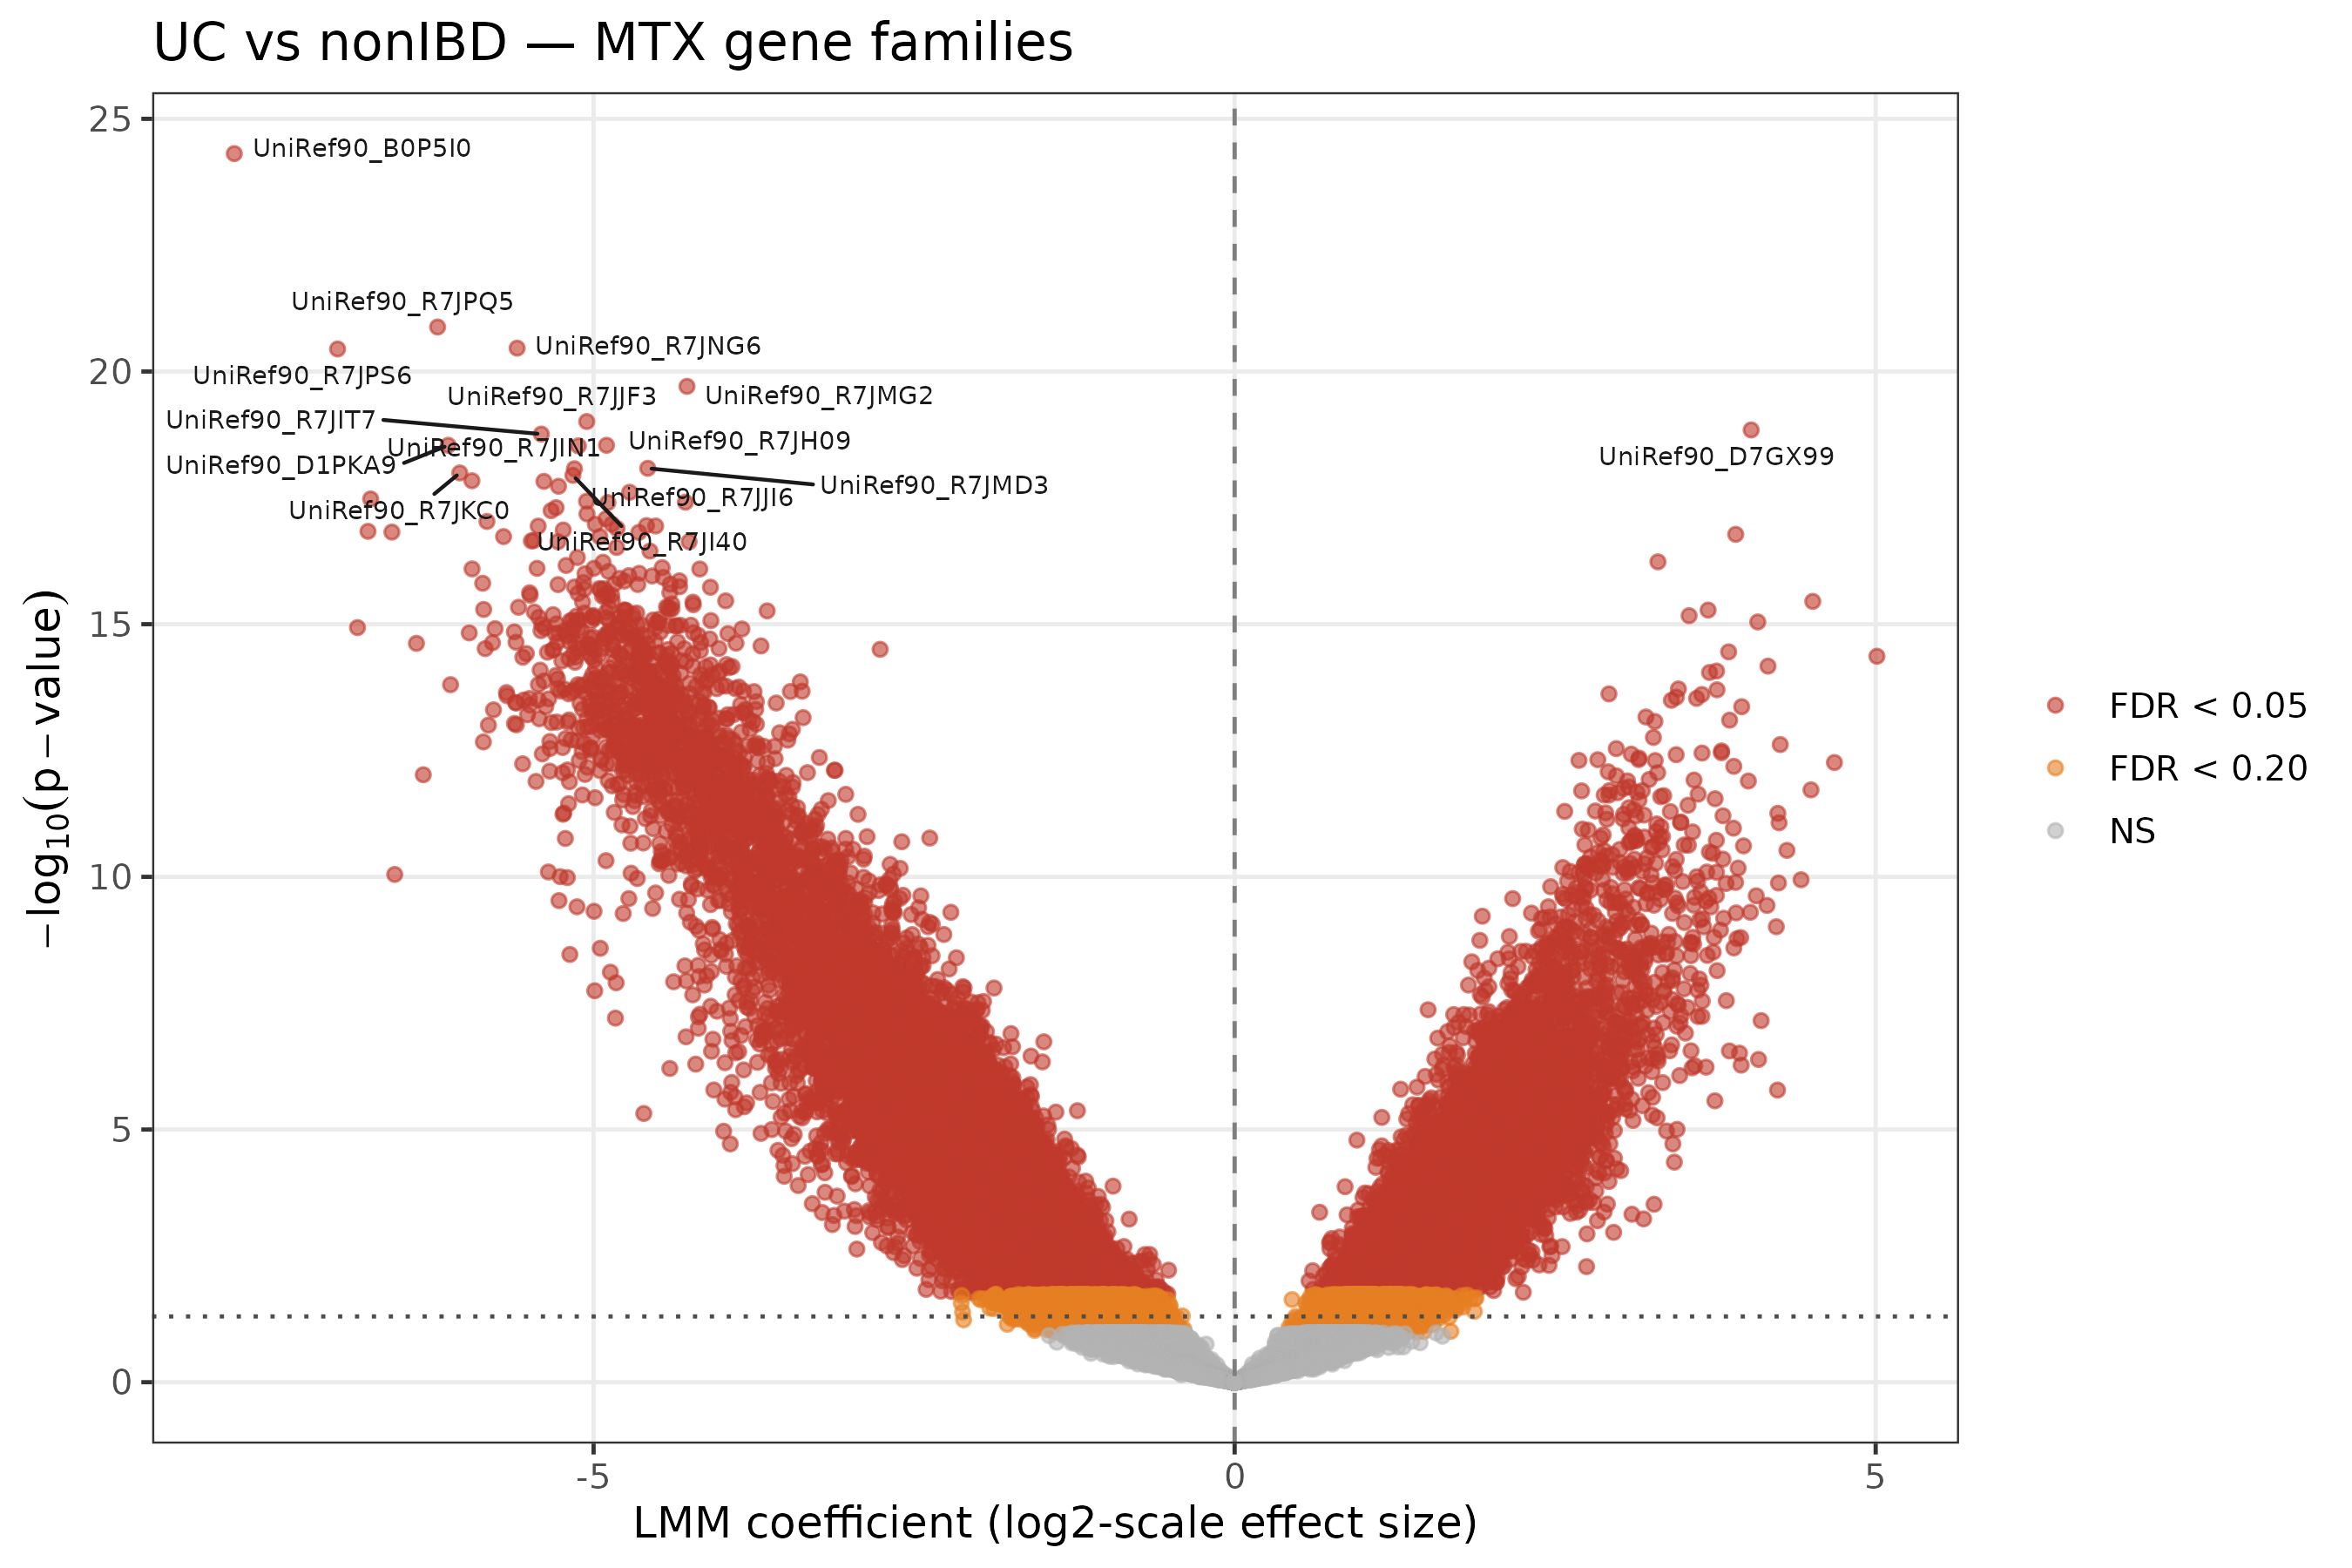 UC vs nonIBD — MTX gene families
25
20
15
10
5
0
−log10(p−value)
UniRef90_B0P5I0
UniRef90_R7JPQ5
UniRef90_R7JNG6
UniRef90_R7JPS6
UniRef90_R7JJF3
UniRef90_R7JMG2
UniRef90_R7JIT7
UniRef90_R7JH09
UniRef90_R7JIN1
UniRef90_D7GX99
UniRef90_D1PKA9
UniRef90_R7JMD3
UniRef90_R7JJI6
UniRef90_R7JKC0
UniRef90_R7JI40
FDR < 0.05
FDR < 0.20
NS
-5
0
5
LMM coefficient (log2-scale effect size)